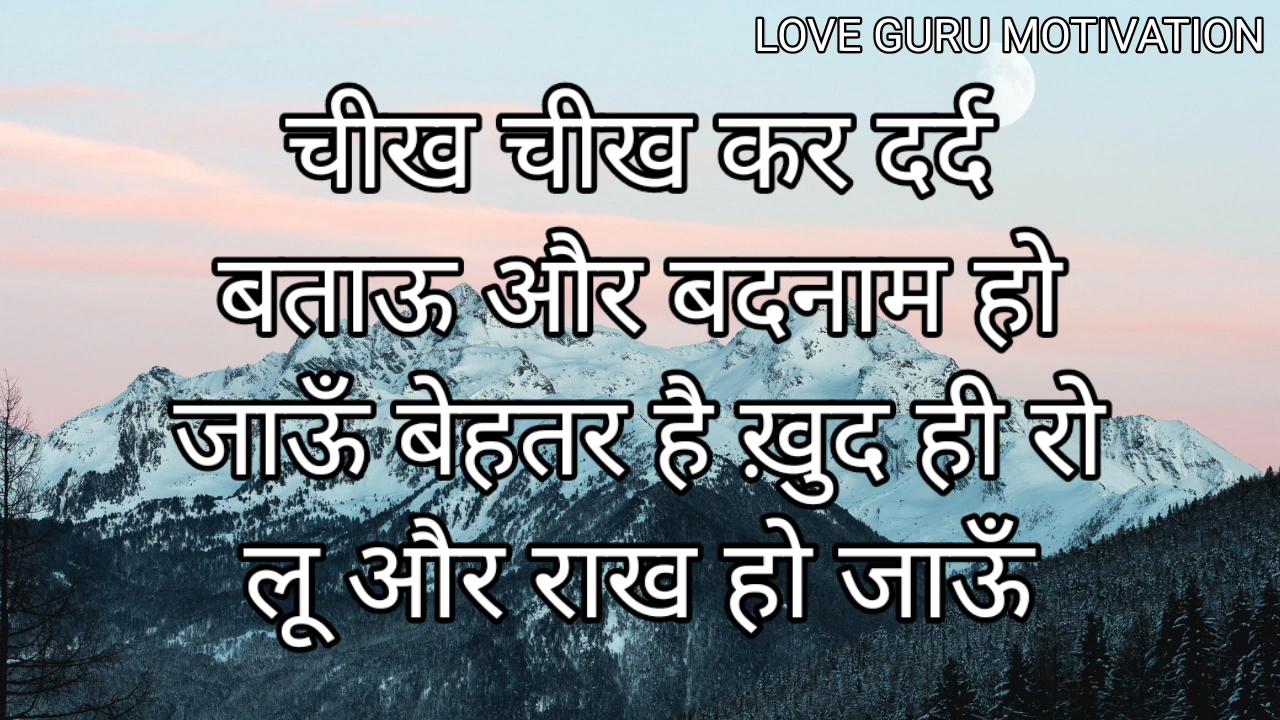 LOVE GURU MOTIVATION
चीख चीख कर दर्द
बताऊ और बदनाम हो
जाऊँ बेहतर है ख़ुद ही रो
लू और राख हो जाऊँ